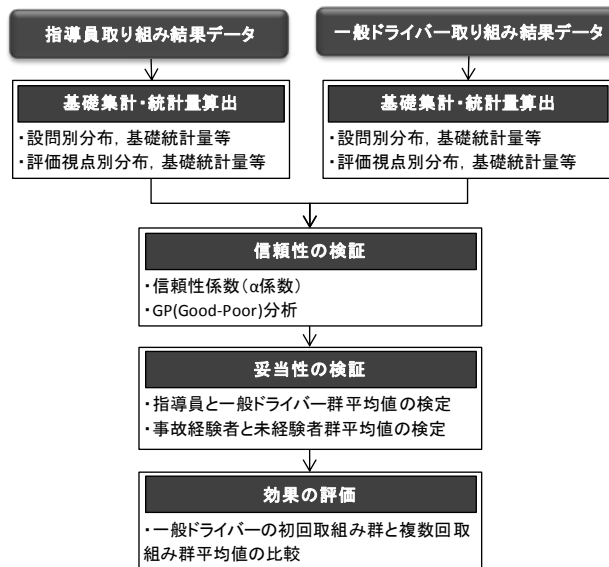 指導員取り組み結果データ
一般ドライバー取り組み結果データ
基礎集計・統計量算出
・設問別分布，基礎統計量等
・評価視点別分布，基礎統計量等
基礎集計・統計量算出
・設問別分布，基礎統計量等
・評価視点別分布，基礎統計量等
信頼性の検証
・信頼性係数（α係数）
・GP(Good-Poor)分析
妥当性の検証
・指導員と一般ドライバー群平均値の検定
・事故経験者と未経験者群平均値の検定
効果の評価
・一般ドライバーの初回取組み群と複数回取
組み群平均値の比較